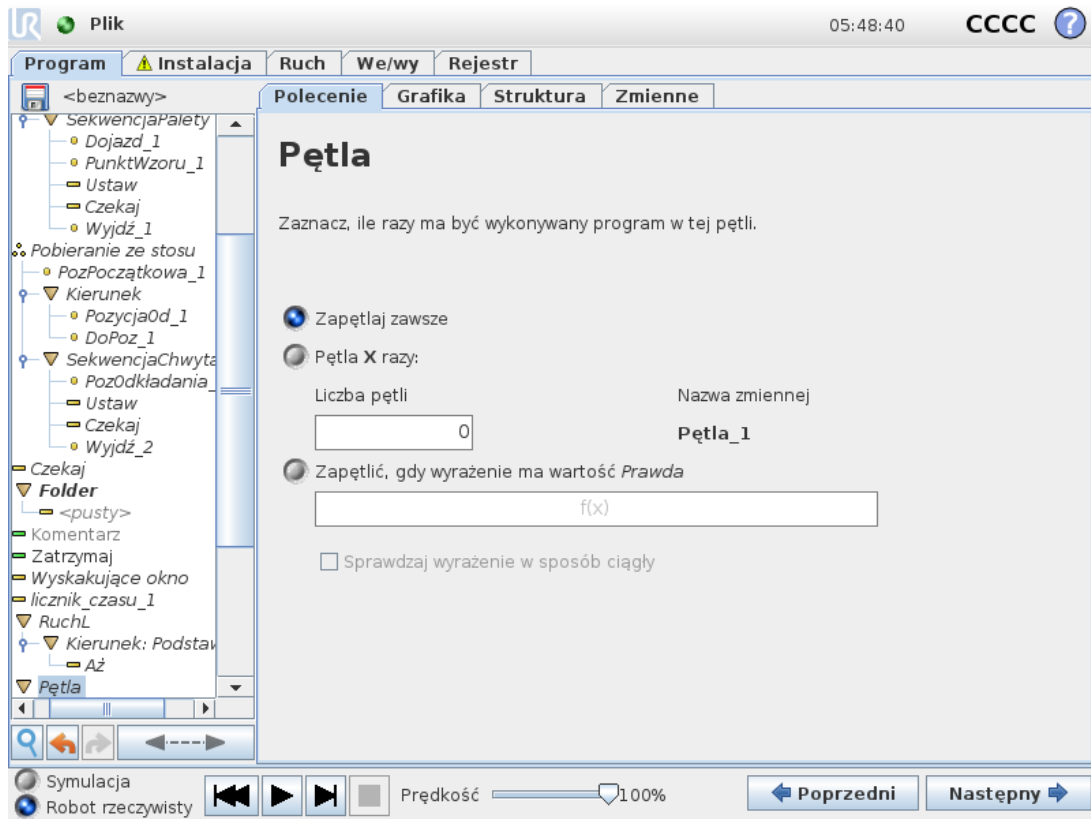 UR Plik 05:48:40 CCCC ?
Program Instalacja Ruch We/wy Rejestr
<beznazwy> Polecenie Grafika Struktura Zmienne
SekwencjaPalety
Dojazd_1
PunktWzoru_1
Ustaw
Czekaj
Wyjdź_1
Pobieranie ze stosu
PozPoczątkowa_1
Kierunek
PozycjaOd_1
DoPoz_1
SekwencjaChwyta
PozOdkładania_
Ustaw
Czekaj
Wyjdź_2
Czekaj
Folder
<pusty>
Komentarz
Zatrzymaj
Wyskakujące okno
licznik_czasu_1
RuchL
Kierunek: Podstaw
Aż
Pętla
Pętla
Zaznacz, ile razy ma być wykonywany program w tej pętli.
Zapętlaj zawsze
Pętla X razy:
Liczba pętli Nazwa zmiennej
0 Pętla_1
Zapętlić, gdy wyrażenie ma wartość Prawda
f(x)
Sprawdzaj wyrażenie w sposób ciągły
Symulacja
Robot rzeczywisty
Prędkość 100% Poprzedni Następny